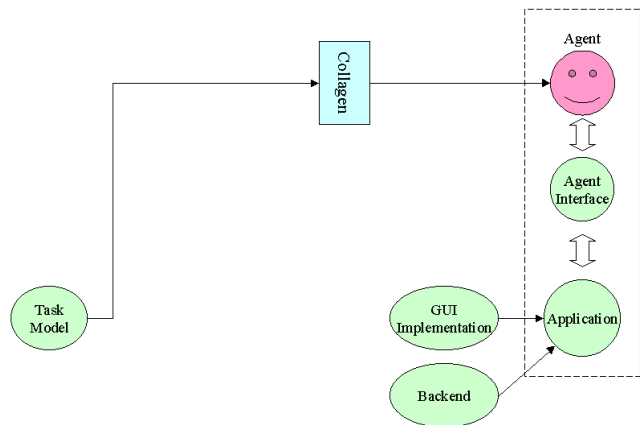 Agent
Collagen
Agent
Interface
Task
Model
GUI
Implementation
Application
Backend